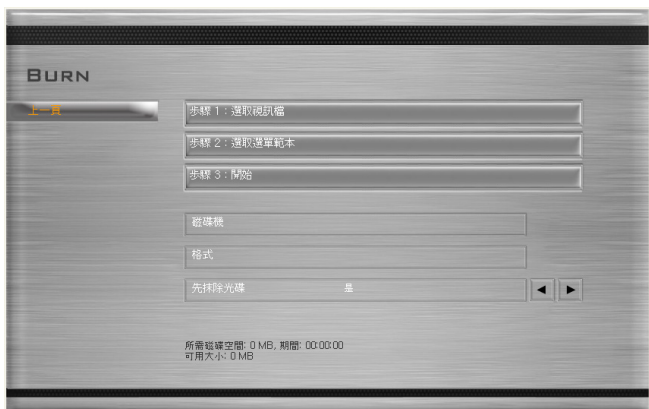 BURN
上一頁
步驟 1：選取視訊檔
步驟 2：選取選單範本
步驟 3：開始
磁碟機
格式
先抹除光碟 是
所需磁碟空間: 0 MB, 期間: 00:00:00
可用大小: 0 MB